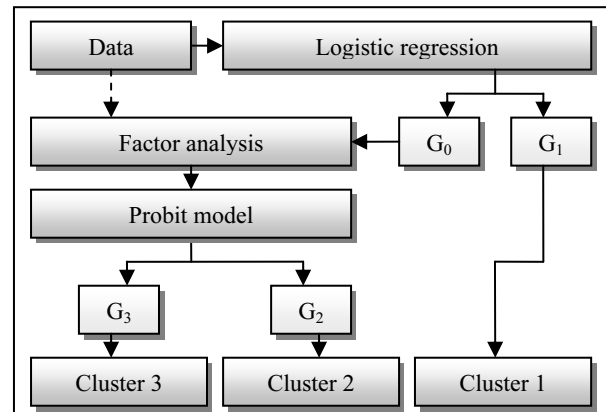 Data
Logistic regression
Factor analysis
G₀
G₁
Probit model
G₃
G₂
Cluster 3
Cluster 2
Cluster 1